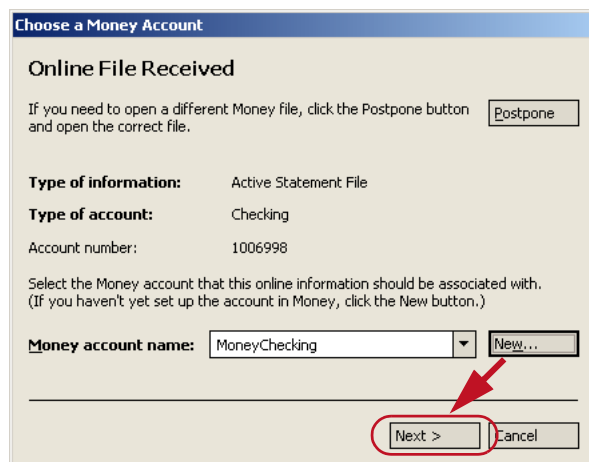 Choose a Money Account
Online File Received
If you need to open a different Money file, click the Postpone button
and open the correct file.
Postpone
Type of information: Active Statement File
Type of account: Checking
Account number: 1006998
Select the Money account that this online information should be associated with.
(If you haven't yet set up the account in Money, click the New button.)
Money account name: MoneyChecking New...
Next > Cancel